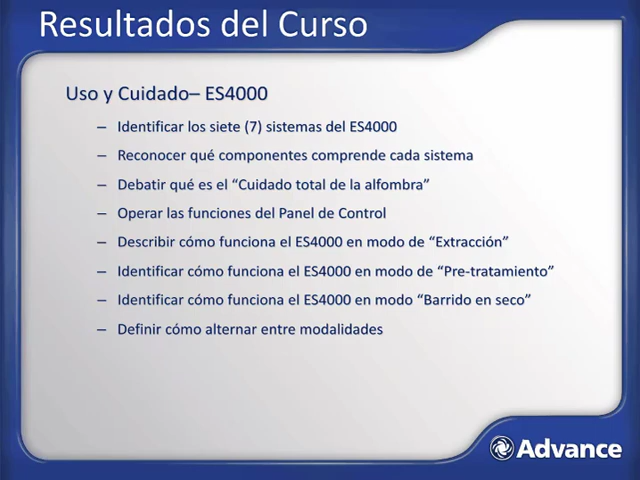 Resultados del Curso
Uso y Cuidado– ES4000
– Identificar los siete (7) sistemas del ES4000
– Reconocer qué componentes comprende cada sistema
– Debatir qué es el “Cuidado total de la alfombra”
– Operar las funciones del Panel de Control
– Describir cómo funciona el ES4000 en modo de “Extracción”
– Identificar cómo funciona el ES4000 en modo de “Pre-tratamiento”
– Identificar cómo funciona el ES4000 en modo “Barrido en seco”
– Definir cómo alternar entre modalidades
Advance